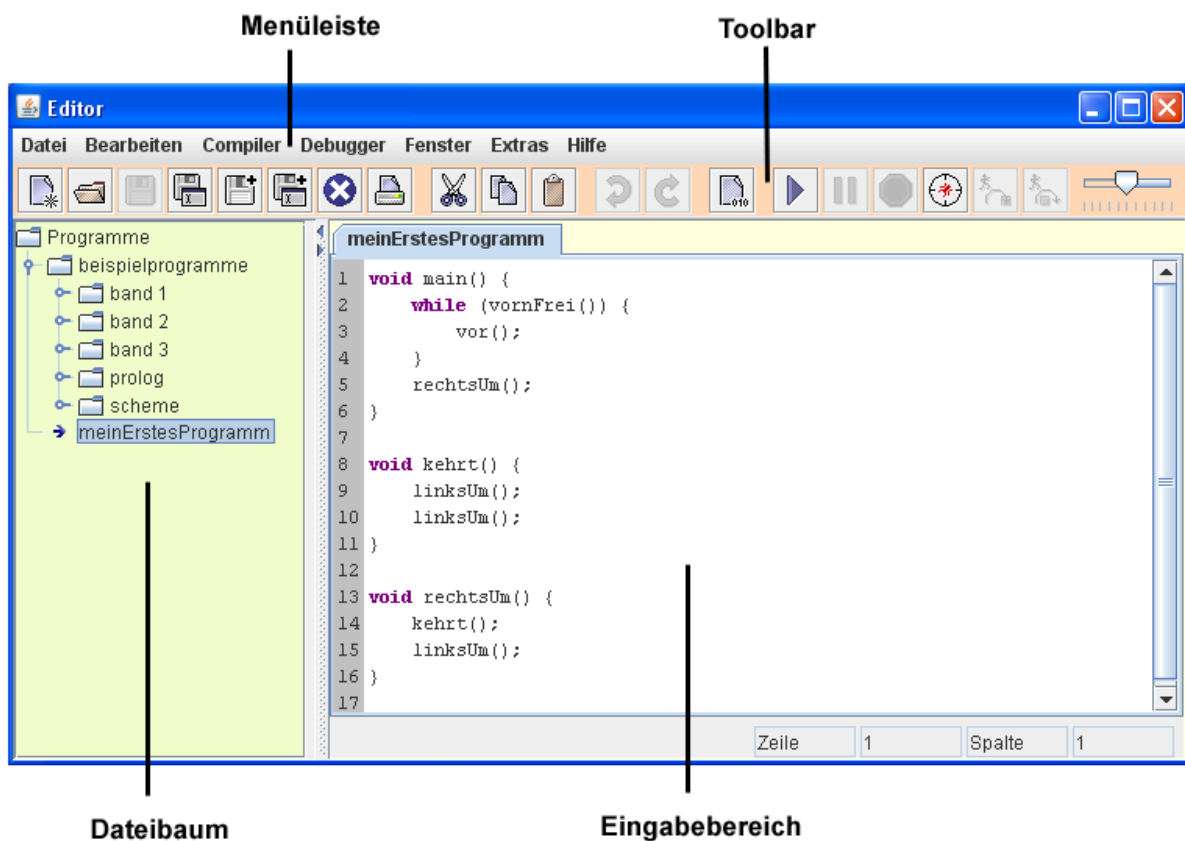 Menüleiste
Toolbar
Editor
Datei Bearbeiten Compiler Debugger Fenster Extras Hilfe
Programme
beispielprogramme
band 1
band 2
band 3
prolog
scheme
meinErstesProgramm
meinErstesProgramm
1 void main() {
2 while (vornFrei()) {
3 vor();
4 }
5 rechtsUm();
6 }
7
8 void kehrt() {
9 linksUm();
10 linksUm();
11 }
12
13 void rechtsUm() {
14 kehrt();
15 linksUm();
16 }
17
Zeile 1 Spalte 1
Dateibaum
Eingabebereich